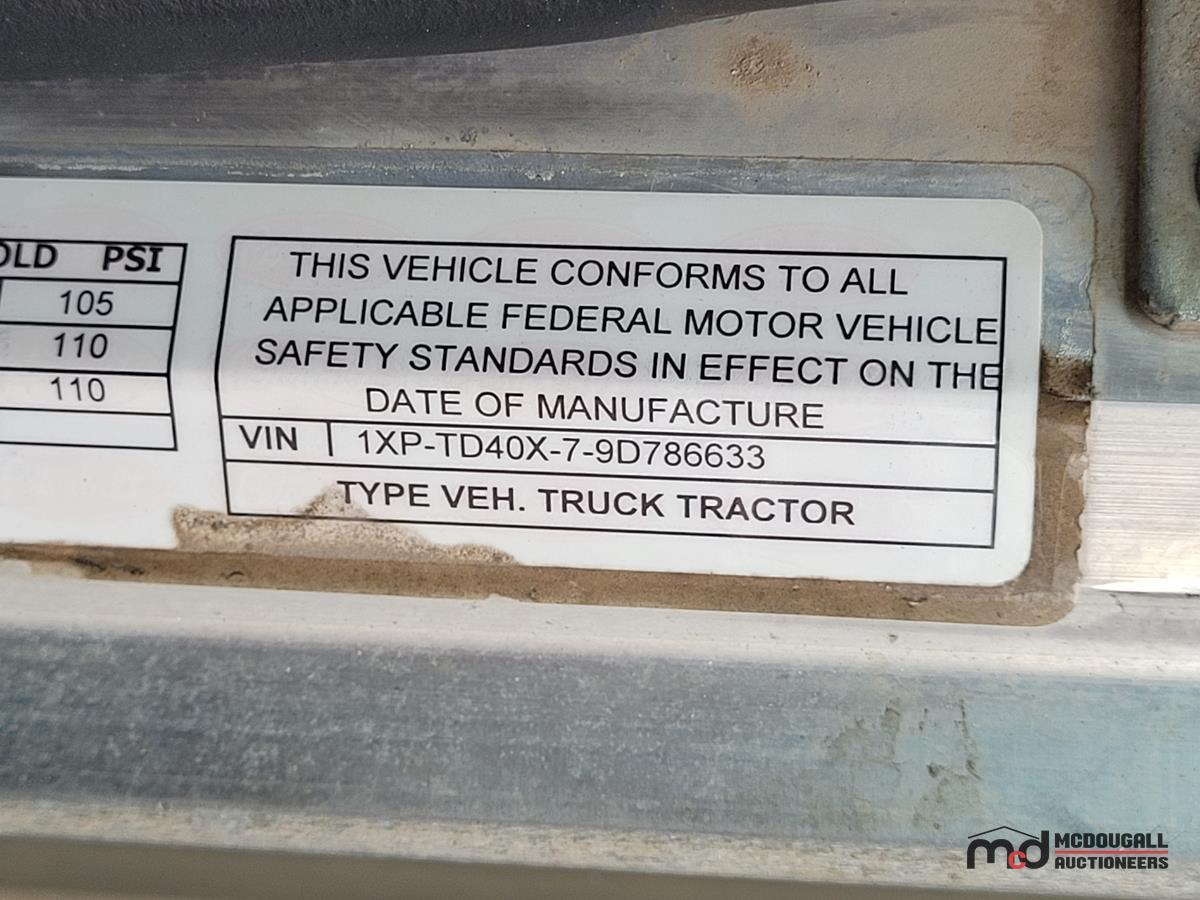 OLD PSI
105
110
110
THIS VEHICLE CONFORMS TO ALL
APPLICABLE FEDERAL MOTOR VEHICLE
SAFETY STANDARDS IN EFFECT ON THE
DATE OF MANUFACTURE
VIN 1XP-TD40X-7-9D786633
TYPE VEH. TRUCK TRACTOR
mcd MCDOUGALL
AUCTIONEERS